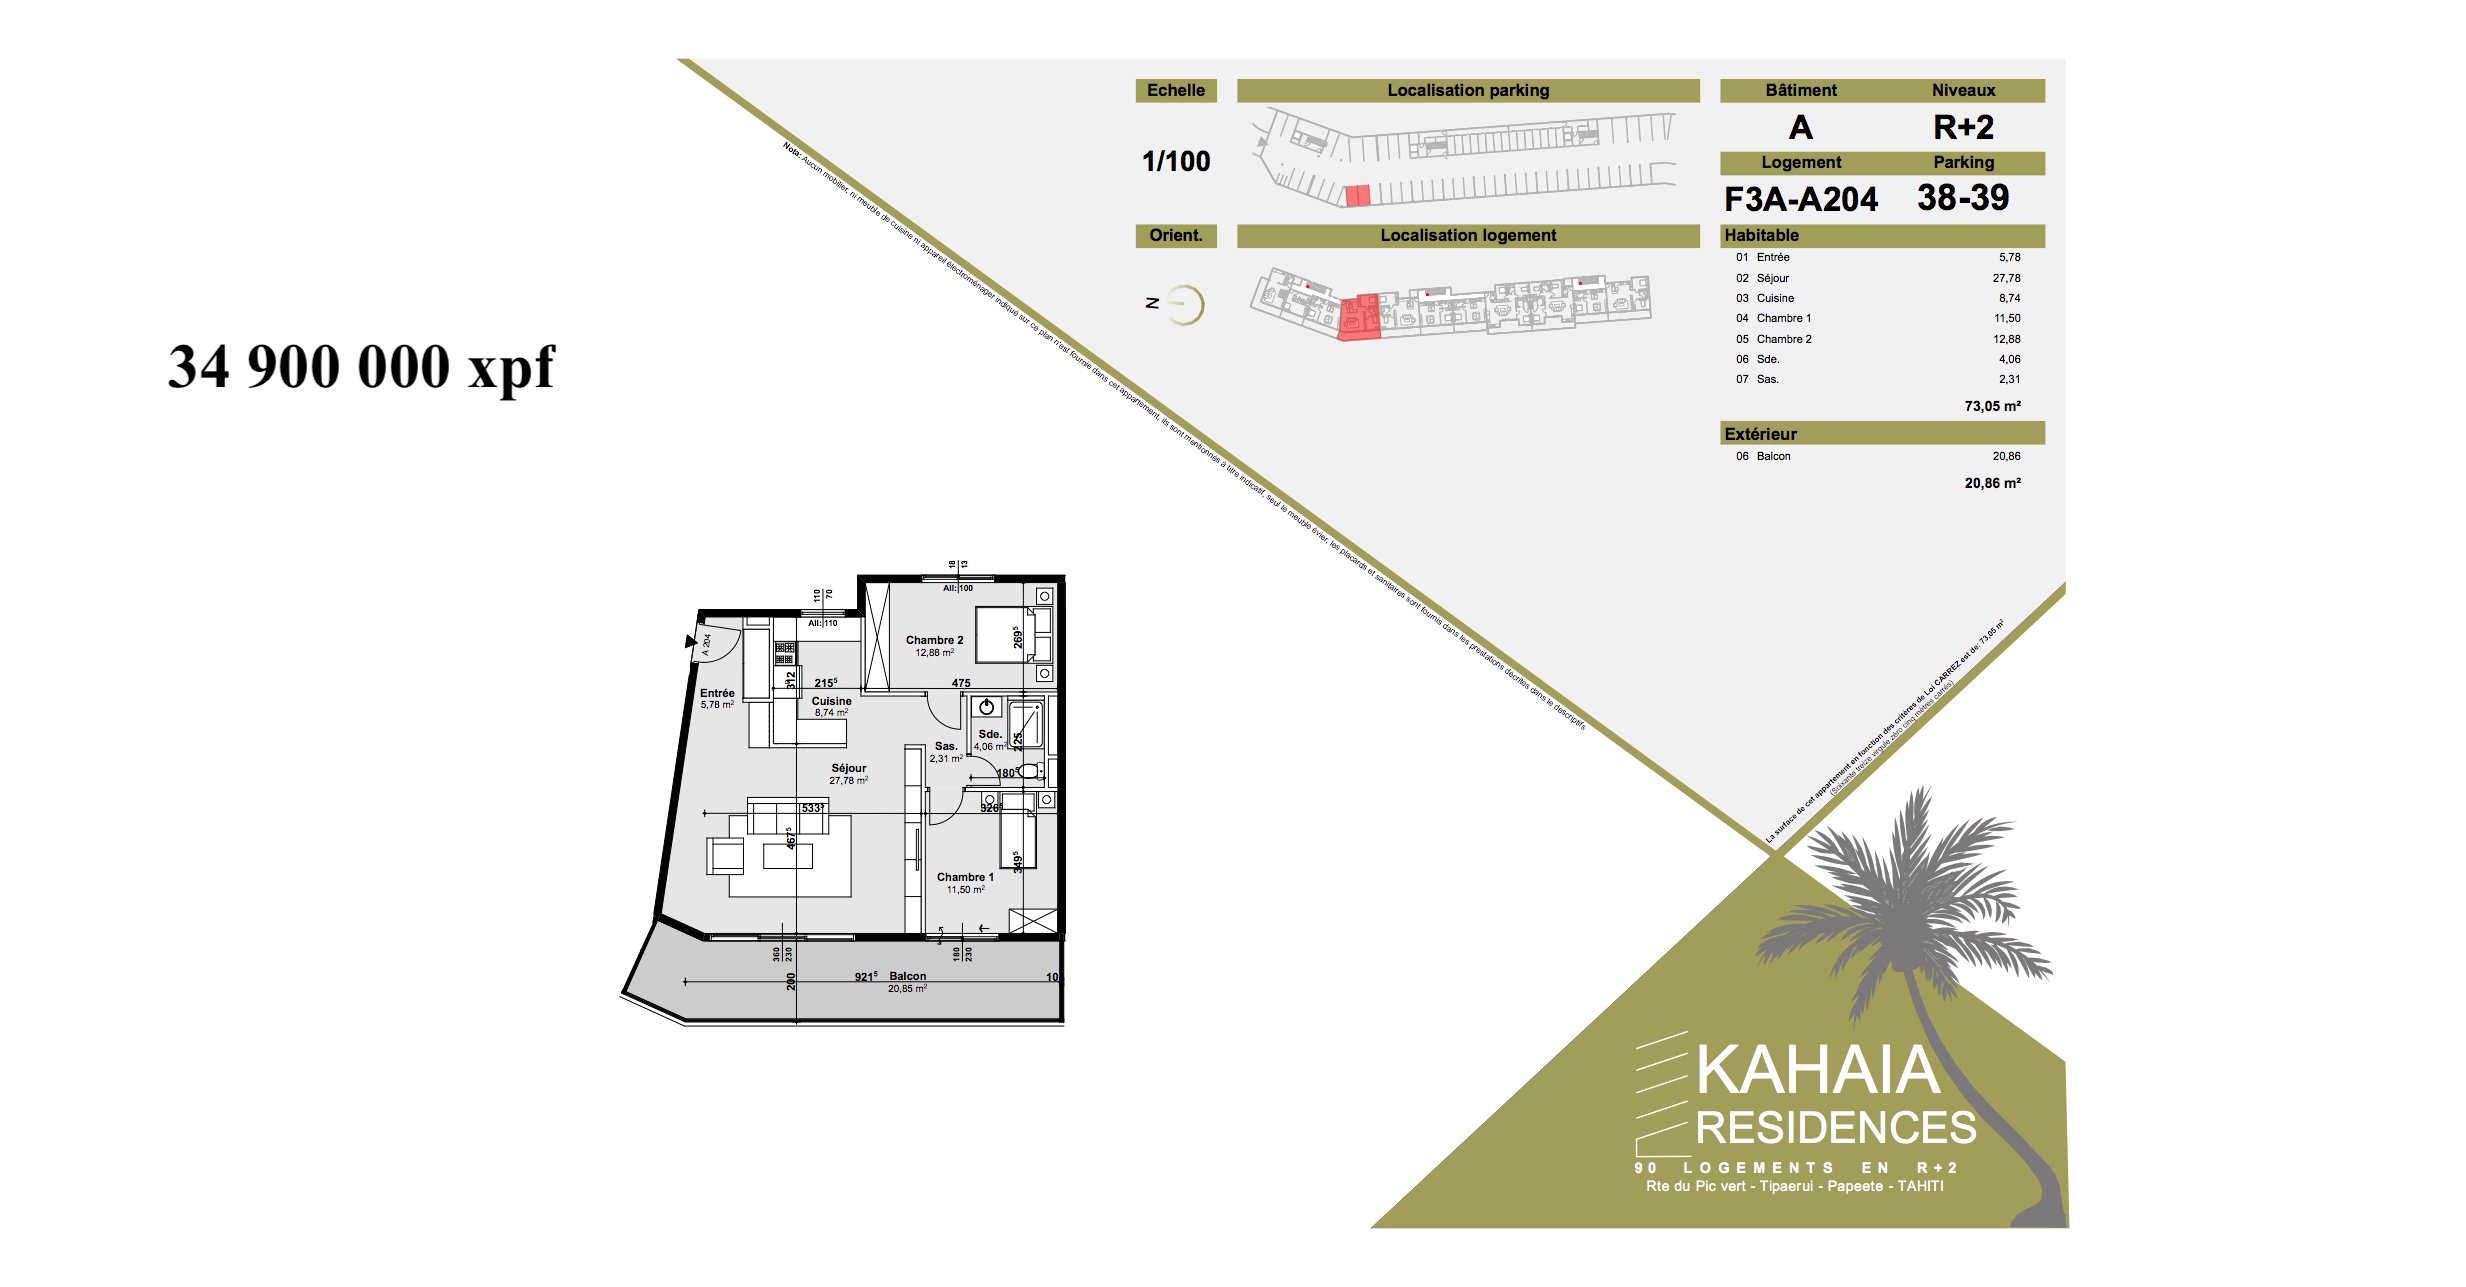 34 900 000 xpf
Echelle
1/100
Orient.
N
Localisation parking
Localisation logement
Bâtiment Niveaux
A R+2
Logement Parking
F3A-A204 38-39
Habitable
01 Entrée 5,78
02 Séjour 27,78
03 Cuisine 8,74
04 Chambre 1 11,50
05 Chambre 2 12,88
06 Sde. 4,06
07 Sas. 2,31
73,05 m²
Extérieur
06 Balcon 20,86
20,86 m²
Nota: Aucun mobilier, ni meuble de cuisine ni appareil électroménager indiqué sur ce plan n'est fournie dans cet appartement, ils sont mentionnés à titre indicatif, seul le meuble évier, les placards et sanitaires sont fournis dans les prestations décrites dans le descriptifs
La surface de cet appartement en fonction des critères de Loi CARREZ est de: 73,05 m²
(Soixante treize virgule zéro cinq mètres carrés)
18
13
All: 100
110
70
All: 110
A 204
Chambre 2
12,88 m²
269⁵
Entrée
5,78 m²
312
215⁵
475
Cuisine
8,74 m²
Sde.
4,06 m²
225
Sas.
2,31 m²
180⁵
Séjour
27,78 m²
533⁵
326⁵
467⁵
349⁵
Chambre 1
11,50 m²
360
230
180
230
200
921⁵
Balcon
20,85 m²
10
KAHAIA
RESIDENCES
90 LOGEMENTS EN R+2
Rte du Pic vert - Tipaerui - Papeete - TAHITI